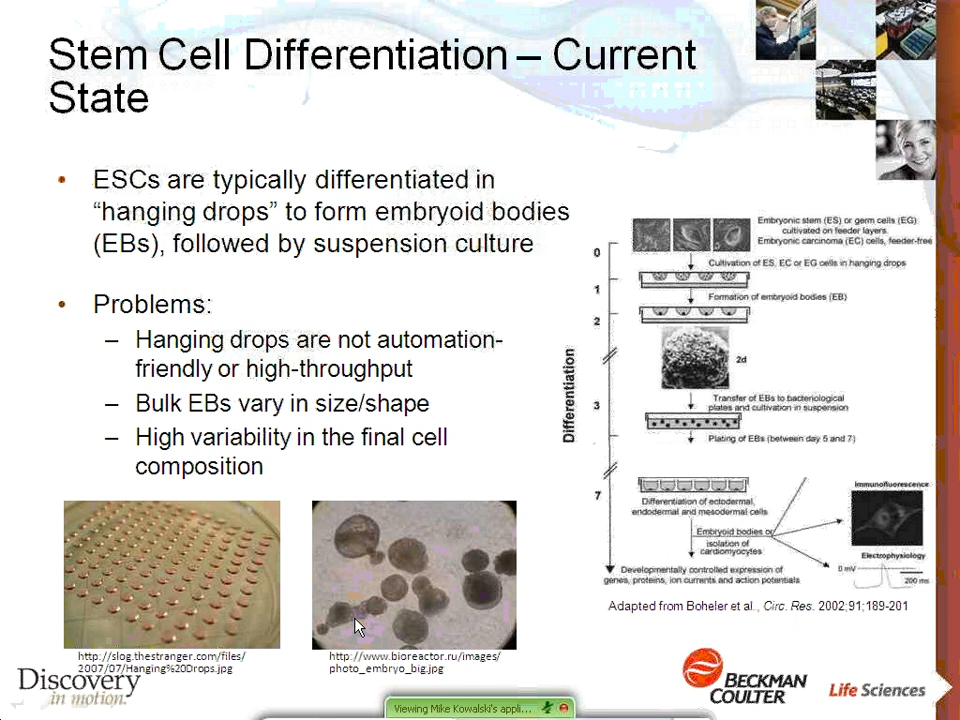 Stem Cell Differentiation – Current
State
• ESCs are typically differentiated in
“hanging drops” to form embryoid bodies
(EBs), followed by suspension culture
• Problems:
– Hanging drops are not automation-
friendly or high-throughput
– Bulk EBs vary in size/shape
– High variability in the final cell
composition
http://slog.thestranger.com/files/
2007/07/Hanging%20Drops.jpg
http://www.bioreactor.ru/images/
photo_embryo_big.jpg
Differentiation
0
1
2
3
7
Embryonic stem (ES) or germ cells (EG)
cultivated on feeder layers.
Embryonic carcinoma (EC) cells, feeder-free
Cultivation of ES, EC or EG cells in hanging drops
Formation of embryoid bodies (EB)
2d
Transfer of EBs to bacteriological
plates and cultivation in suspension
Plating of EBs (between day 5 and 7)
Differentiation of ectodermal,
endodermal and mesodermal cells
Embryoid bodies or
isolation of
cardiomyocytes
Developmentally controlled expression of
genes, proteins, ion currents and action potentials
Immunofluorescence
Electrophysiology
0 mV
200 ms
Adapted from Boheler et al., Circ. Res. 2002;91;189-201
Discovery
in motion.
BECKMAN
COULTER
Life Sciences
Viewing Mike Kowalski's appli...